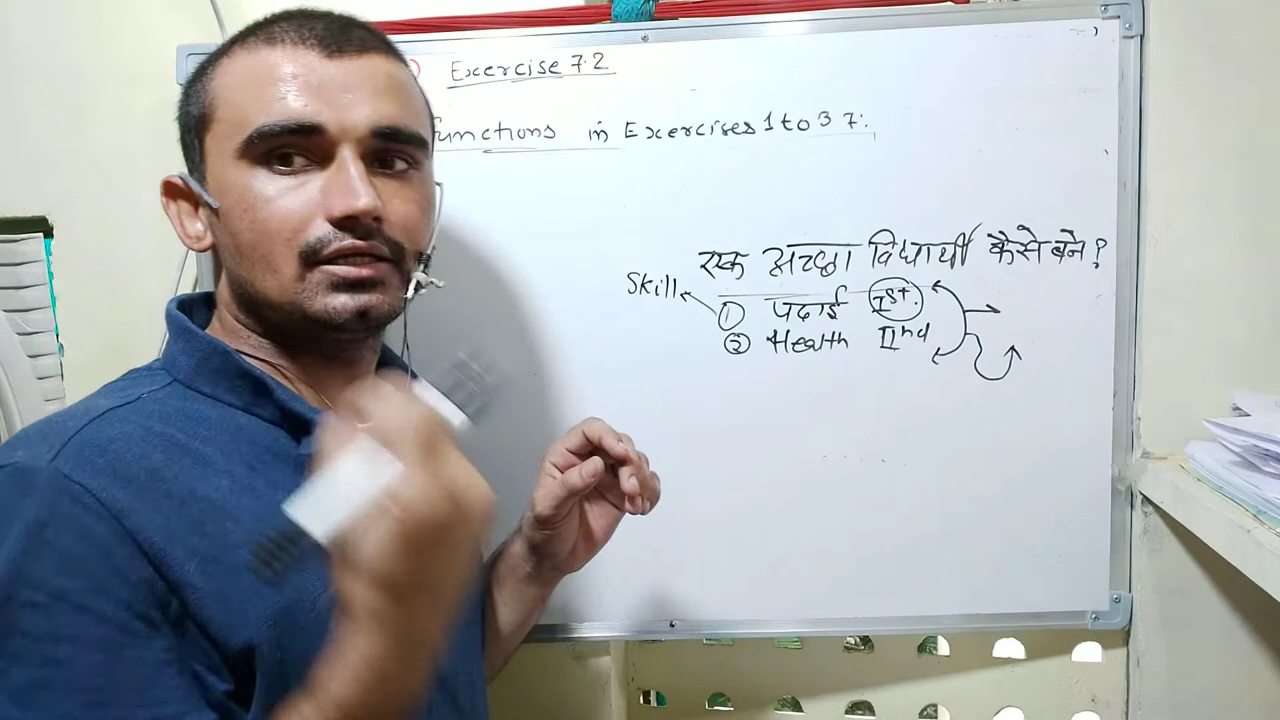 Exercise 7.2
functions in Exercises 1 to 37:
एक अच्छा विद्यार्थी कैसे बने?
Skill
① पढाई Ist.
② Health IInd